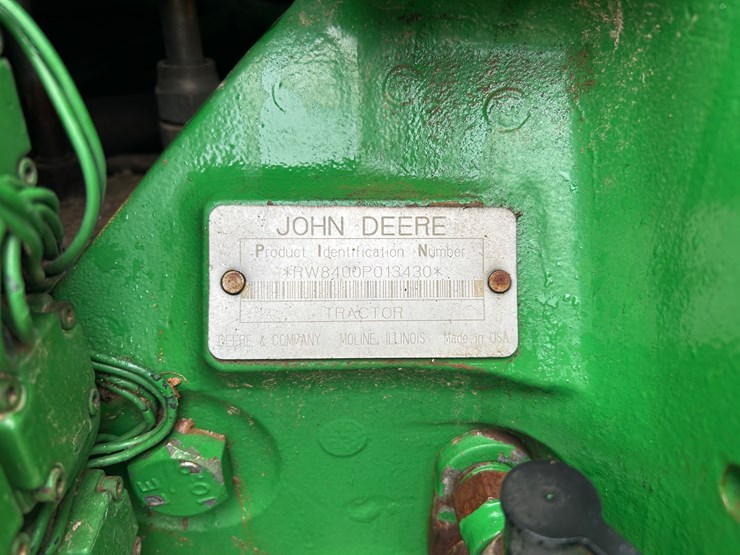 JOHN DEERE
Product Identification Number
*RW8400P013430*
TRACTOR
DEERE & COMPANY MOLINE, ILLINOIS Made in USA